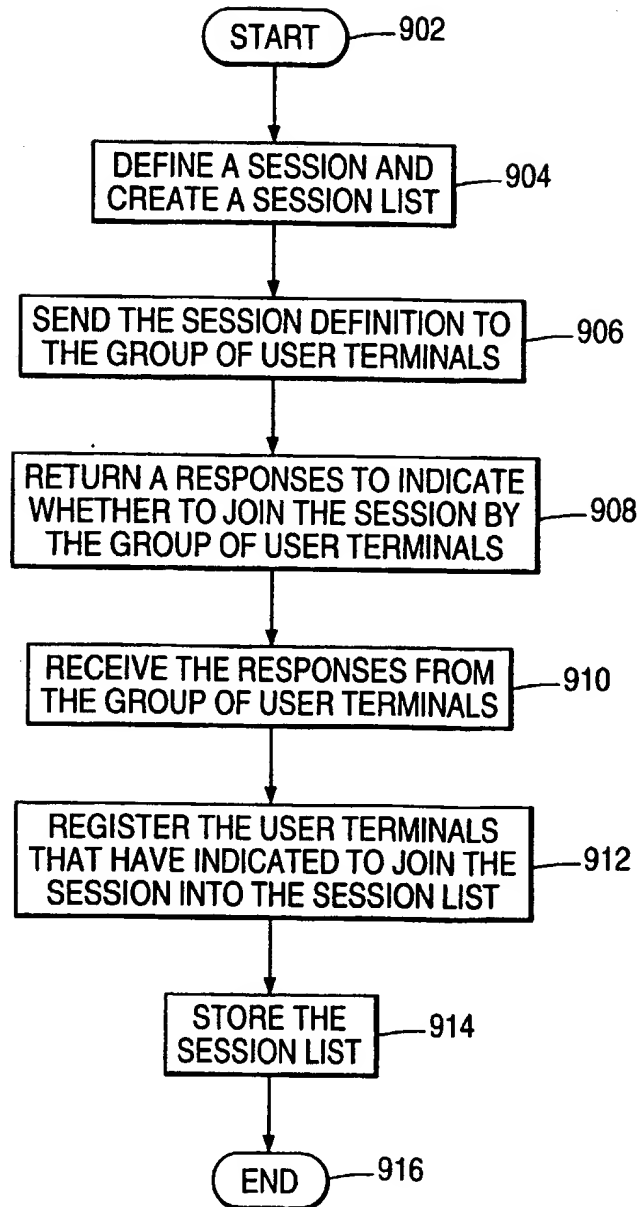 START
902
DEFINE A SESSION AND
CREATE A SESSION LIST
904
SEND THE SESSION DEFINITION TO
THE GROUP OF USER TERMINALS
906
RETURN A RESPONSES TO INDICATE
WHETHER TO JOIN THE SESSION BY
THE GROUP OF USER TERMINALS
908
RECEIVE THE RESPONSES FROM
THE GROUP OF USER TERMINALS
910
REGISTER THE USER TERMINALS
THAT HAVE INDICATED TO JOIN THE
SESSION INTO THE SESSION LIST
912
STORE THE
SESSION LIST
914
END
916